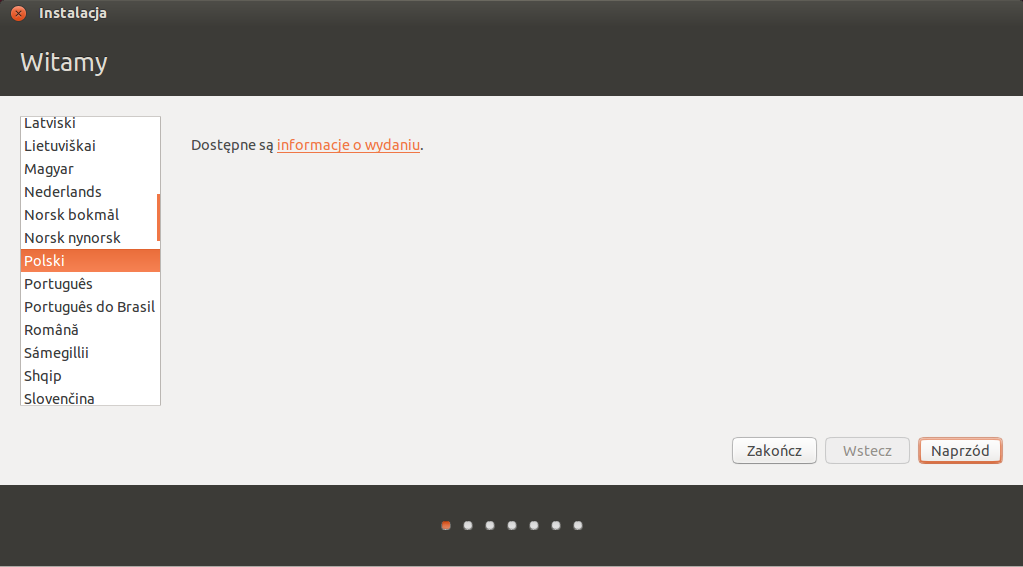 Instalacja
Witamy
Latviski
Lietuviškai
Magyar
Nederlands
Norsk bokmål
Norsk nynorsk
Polski
Português
Português do Brasil
Română
Sámegillii
Shqip
Slovenčina
Dostępne są informacje o wydaniu.
Zakończ Wstecz Naprzód